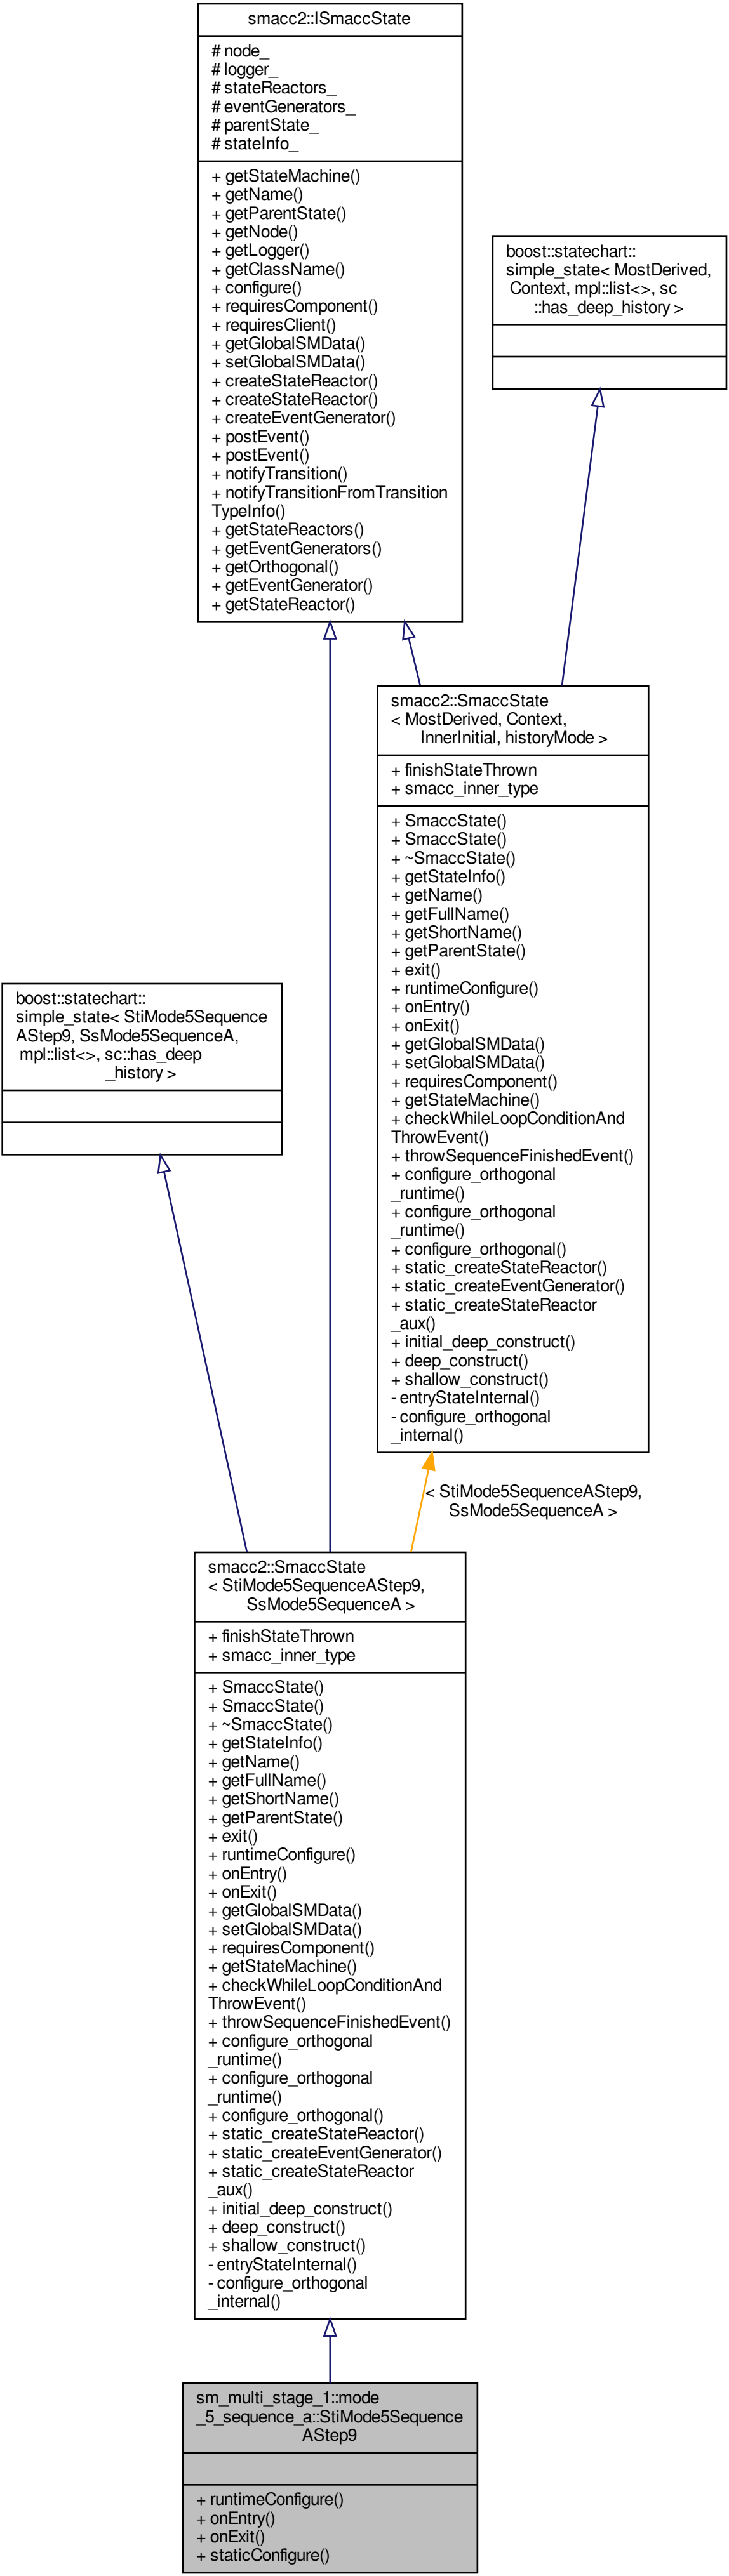 smacc2::ISmaccState
# node_
# logger_
# stateReactors_
# eventGenerators_
# parentState_
# stateInfo_
+ getStateMachine()
+ getName()
+ getParentState()
+ getNode()
+ getLogger()
+ getClassName()
+ configure()
+ requiresComponent()
+ requiresClient()
+ getGlobalSMData()
+ setGlobalSMData()
+ createStateReactor()
+ createStateReactor()
+ createEventGenerator()
+ postEvent()
+ postEvent()
+ notifyTransition()
+ notifyTransitionFromTransition
TypeInfo()
+ getStateReactors()
+ getEventGenerators()
+ getOrthogonal()
+ getEventGenerator()
+ getStateReactor()
boost::statechart::
simple_state< MostDerived,
Context, mpl::list<>, sc
::has_deep_history >
smacc2::SmaccState
< MostDerived, Context,
InnerInitial, historyMode >
+ finishStateThrown
+ smacc_inner_type
+ SmaccState()
+ SmaccState()
+ ~SmaccState()
+ getStateInfo()
+ getName()
+ getFullName()
+ getShortName()
+ getParentState()
+ exit()
+ runtimeConfigure()
+ onEntry()
+ onExit()
+ getGlobalSMData()
+ setGlobalSMData()
+ requiresComponent()
+ getStateMachine()
+ checkWhileLoopConditionAnd
ThrowEvent()
+ throwSequenceFinishedEvent()
+ configure_orthogonal
_runtime()
+ configure_orthogonal
_runtime()
+ configure_orthogonal()
+ static_createStateReactor()
+ static_createEventGenerator()
+ static_createStateReactor
_aux()
+ initial_deep_construct()
+ deep_construct()
+ shallow_construct()
- entryStateInternal()
- configure_orthogonal
_internal()
boost::statechart::
simple_state< StiMode5Sequence
AStep9, SsMode5SequenceA,
mpl::list<>, sc::has_deep
_history >
< StiMode5SequenceAStep9,
SsMode5SequenceA >
smacc2::SmaccState
< StiMode5SequenceAStep9,
SsMode5SequenceA >
+ finishStateThrown
+ smacc_inner_type
+ SmaccState()
+ SmaccState()
+ ~SmaccState()
+ getStateInfo()
+ getName()
+ getFullName()
+ getShortName()
+ getParentState()
+ exit()
+ runtimeConfigure()
+ onEntry()
+ onExit()
+ getGlobalSMData()
+ setGlobalSMData()
+ requiresComponent()
+ getStateMachine()
+ checkWhileLoopConditionAnd
ThrowEvent()
+ throwSequenceFinishedEvent()
+ configure_orthogonal
_runtime()
+ configure_orthogonal
_runtime()
+ configure_orthogonal()
+ static_createStateReactor()
+ static_createEventGenerator()
+ static_createStateReactor
_aux()
+ initial_deep_construct()
+ deep_construct()
+ shallow_construct()
- entryStateInternal()
- configure_orthogonal
_internal()
sm_multi_stage_1::mode
_5_sequence_a::StiMode5Sequence
AStep9
+ runtimeConfigure()
+ onEntry()
+ onExit()
+ staticConfigure()